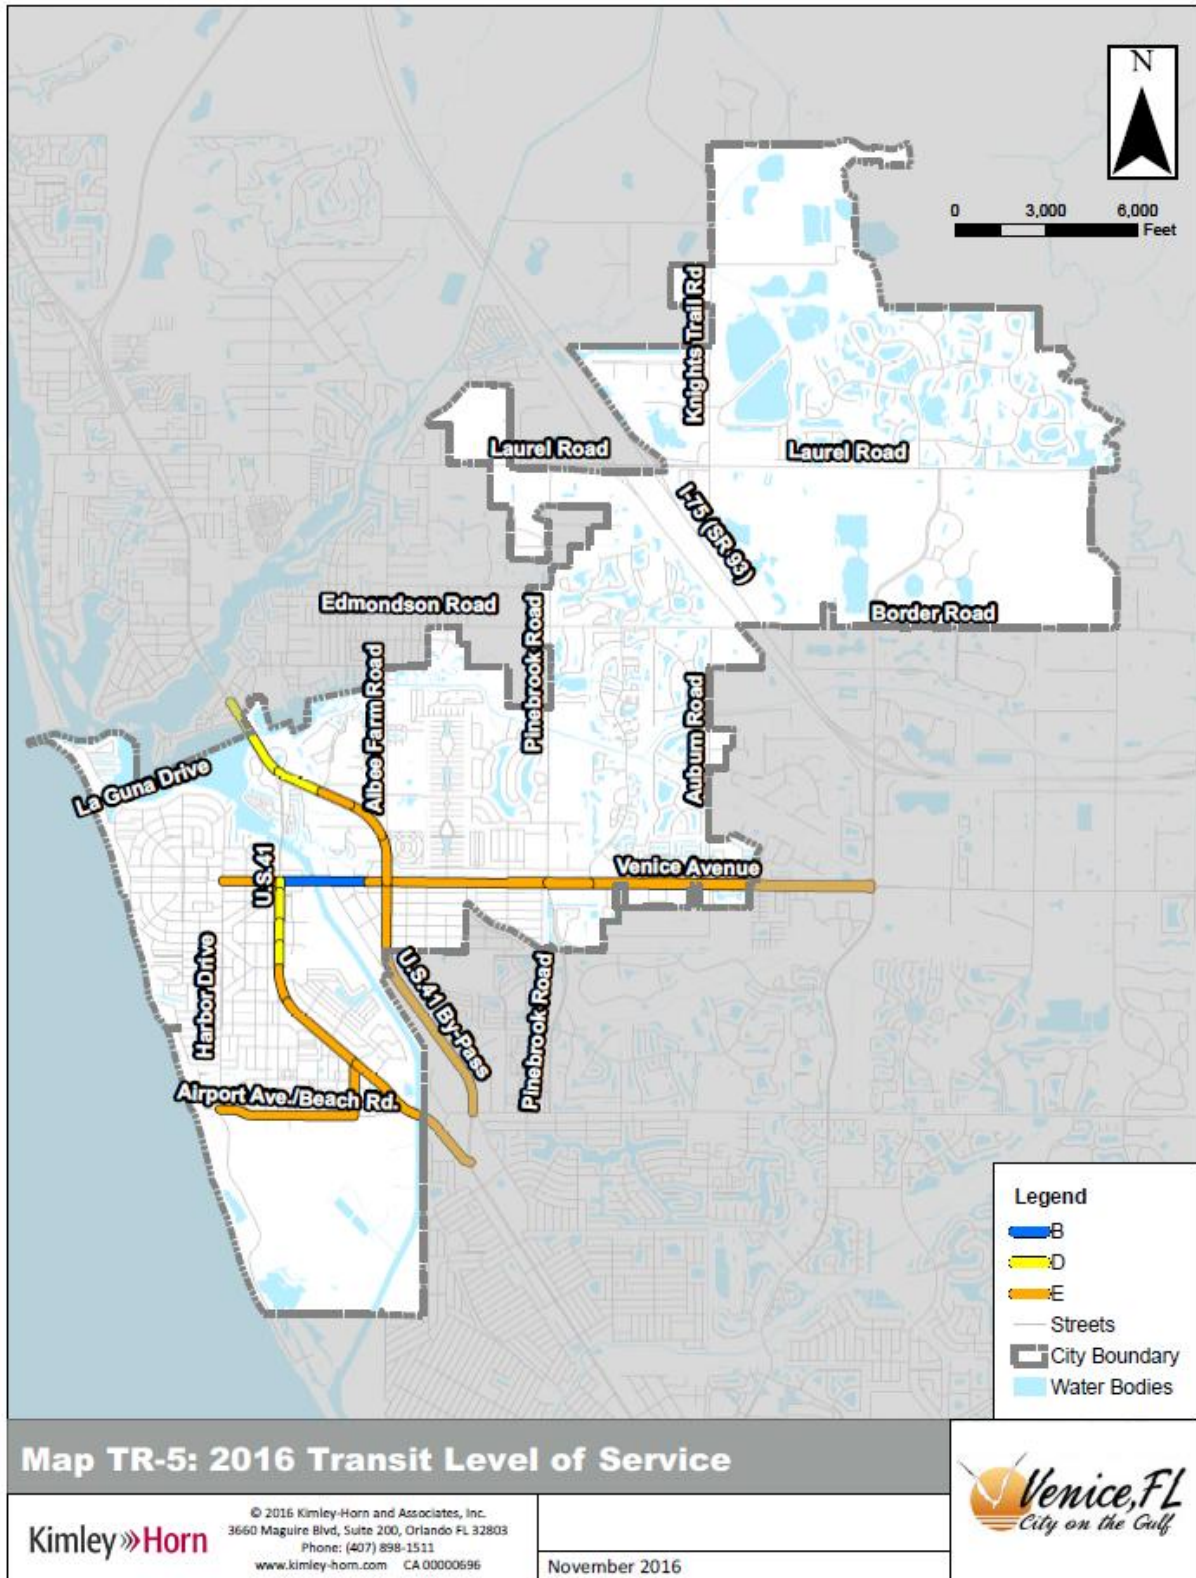 N
0 3,000 6,000
Feet
Knights Trail Rd
Laurel Road
Laurel Road
I-75 (SR 93)
Edmondson Road
Border Road
Pinebrook Road
Albee Farm Road
Auburn Road
La Guna Drive
Venice Avenue
U.S.41
Harbor Drive
U.S.41 By-Pass
Pinebrook Road
Airport Ave./Beach Rd.
Legend
B
D
E
Streets
City Boundary
Water Bodies
Map TR-5: 2016 Transit Level of Service
Kimley»Horn
© 2016 Kimley-Horn and Associates, Inc.
3660 Maguire Blvd, Suite 200, Orlando FL 32803
Phone: (407) 898-1511
www.kimley-horn.com CA 00000696
November 2016
Venice, FL
City on the Gulf